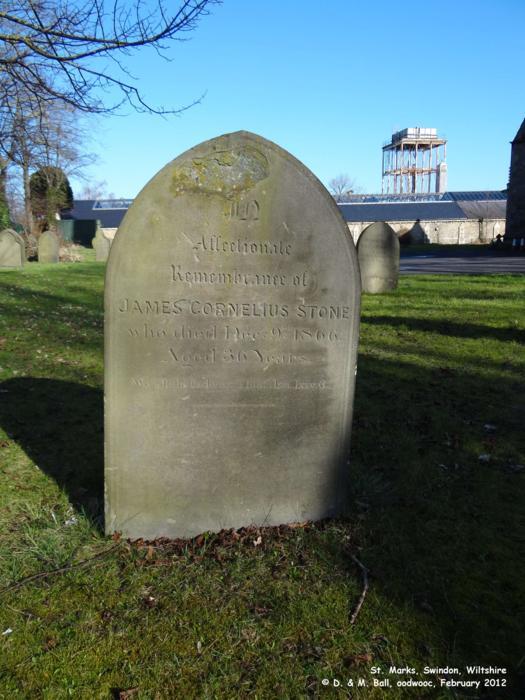 In
Affectionate
Remembrance of
JAMES CORNELIUS STONE
who died Dec. 9. 1866
Aged 36 Years
St. Marks, Swindon, Wiltshire
© D. & M. Ball, oodwooc, February 2012